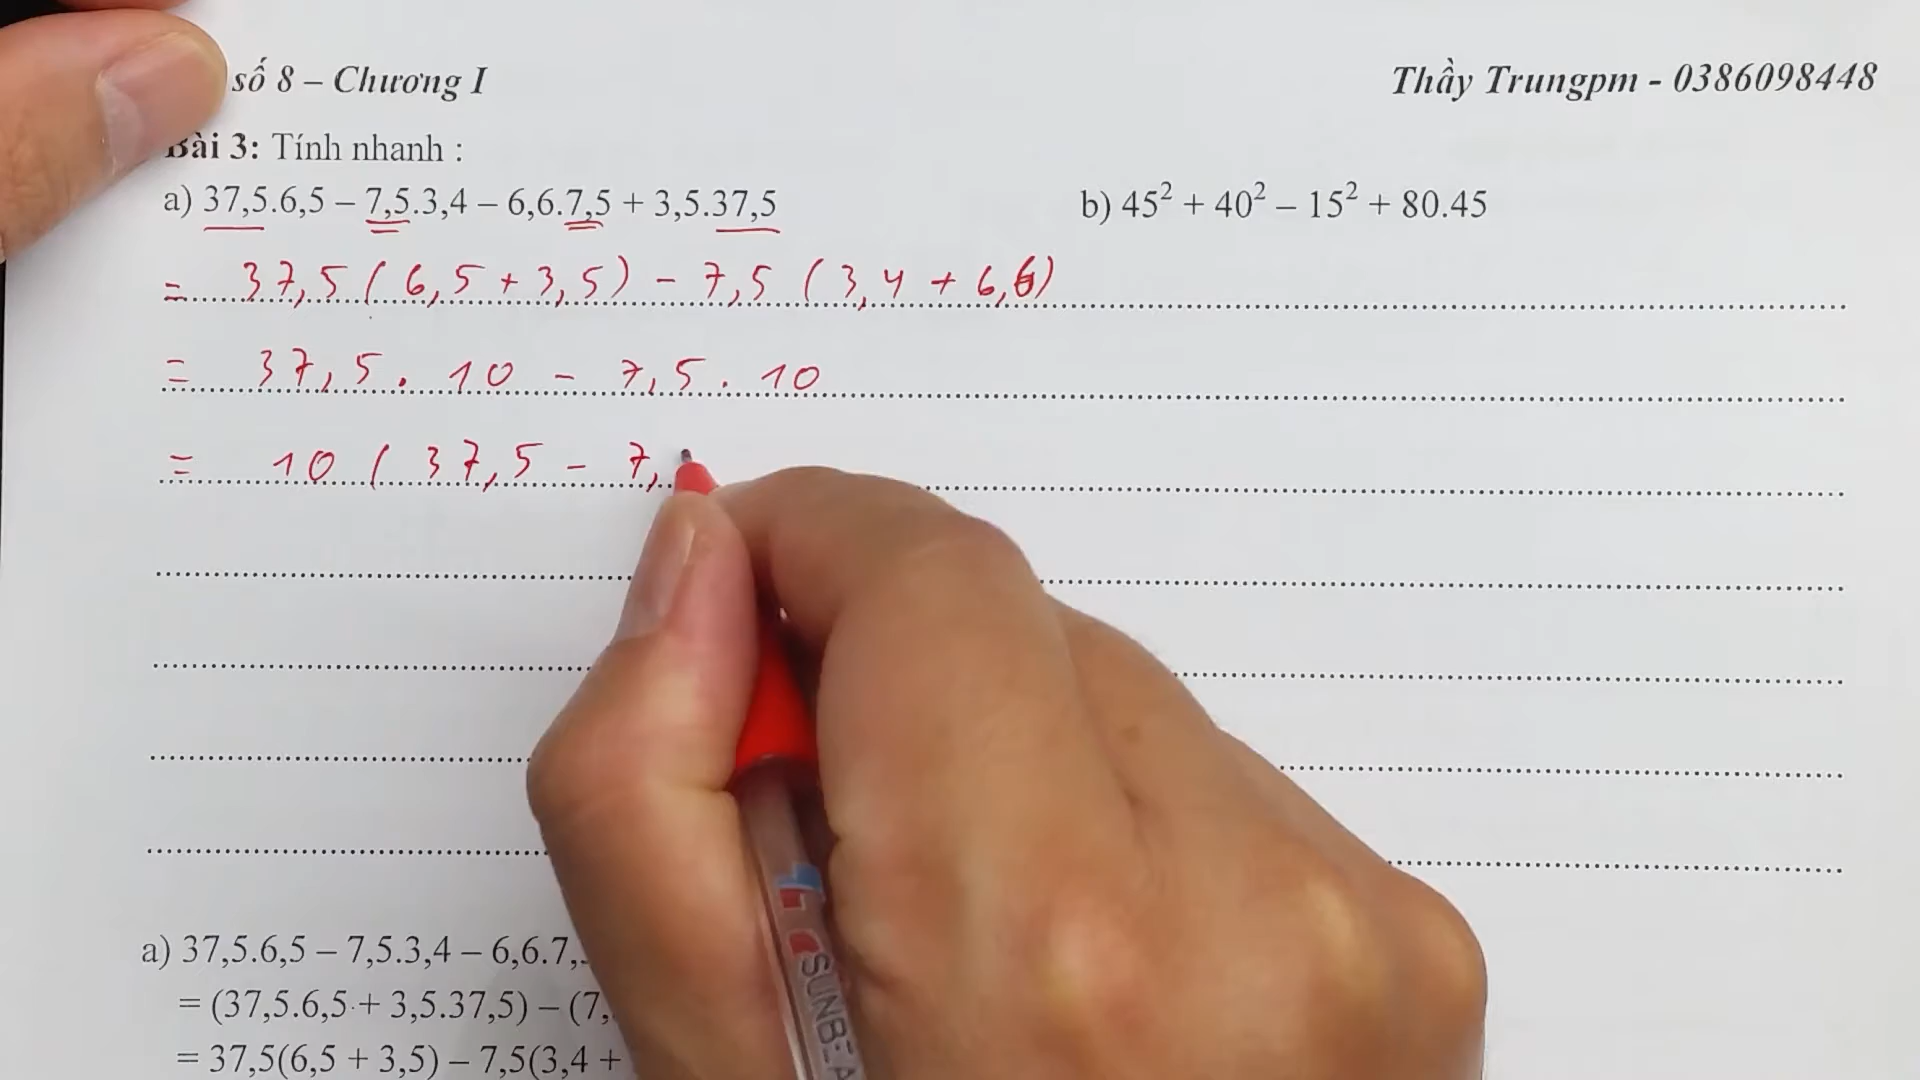 số 8 – Chương I
Thầy Trungpm - 0386098448
Bài 3: Tính nhanh :
a) 37,5.6,5 – 7,5.3,4 – 6,6.7,5 + 3,5.37,5
b) 45² + 40² – 15² + 80.45
= 37,5 ( 6,5 + 3,5 ) - 7,5 ( 3,4 + 6,6 )
= 37,5 . 10 - 7,5 . 10
= 10 ( 37,5 - 7,
a) 37,5.6,5 – 7,5.3,4 – 6,6.7,
= (37,5.6,5 + 3,5.37,5) – (7,
= 37,5(6,5 + 3,5) – 7,5(3,4 +
SUNBEA